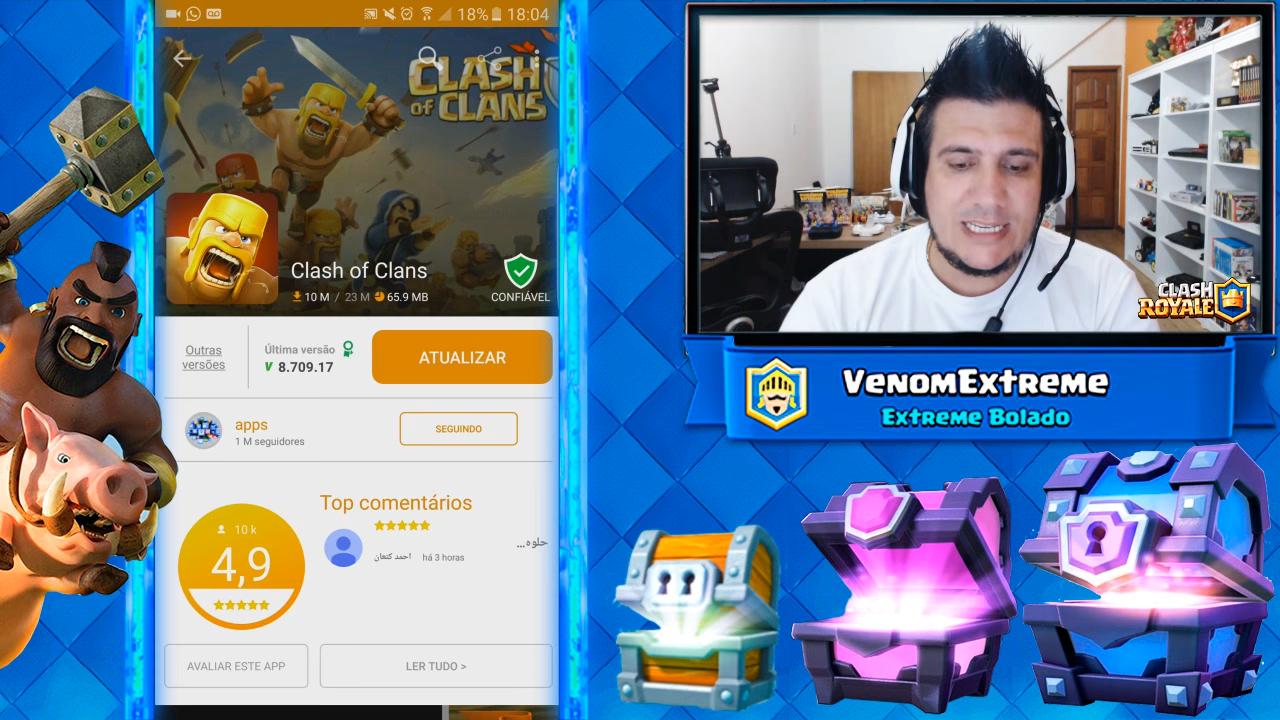 18% 18:04
CLASH
OF CLANS
Clash of Clans
10 M / 23 M 65.9 MB
CONFIÁVEL
Outras
versões
Última versão
V 8.709.17
ATUALIZAR
apps
1 M seguidores
SEGUINDO
Top comentários
10 k
4,9
احمد كنعان
há 3 horas
حلوه...
AVALIAR ESTE APP
LER TUDO >
CLASH
ROYALE
VenomExtreme
Extreme Bolado